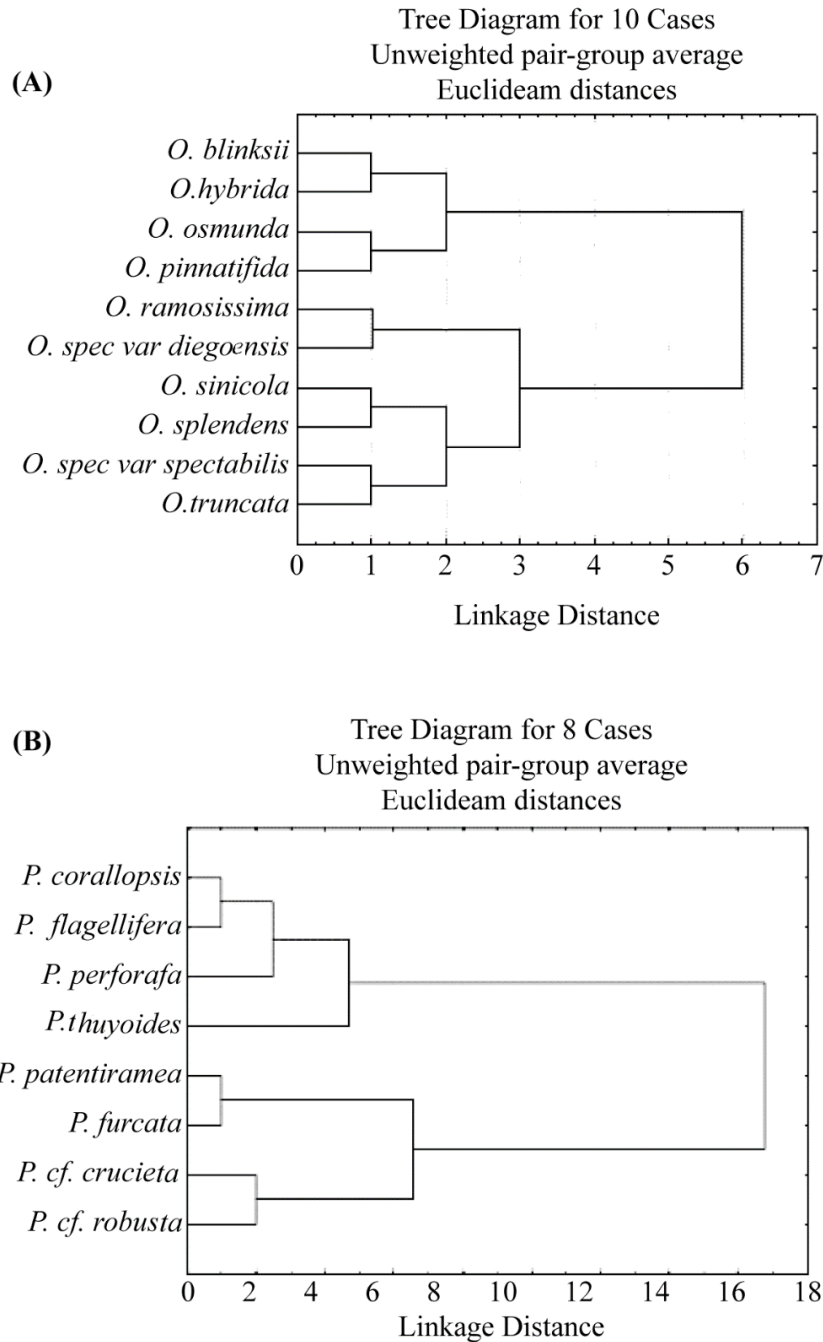 (A)
Tree Diagram for 10 Cases
Unweighted pair-group average
Euclideam distances
O. blinksii
O.hybrida
O. osmunda
O. pinnatifida
O. ramosissima
O. spec var diegoensis
O. sinicola
O. splendens
O. spec var spectabilis
O.truncata
0 1 2 3 4 5 6 7
Linkage Distance
(B)
Tree Diagram for 8 Cases
Unweighted pair-group average
Euclideam distances
P. corallopsis
P. flagellifera
P. perforafa
P.thuyoides
P. patentiramea
P. furcata
P. cf. crucieta
P. cf. robusta
0 2 4 6 8 10 12 14 16 18
Linkage Distance